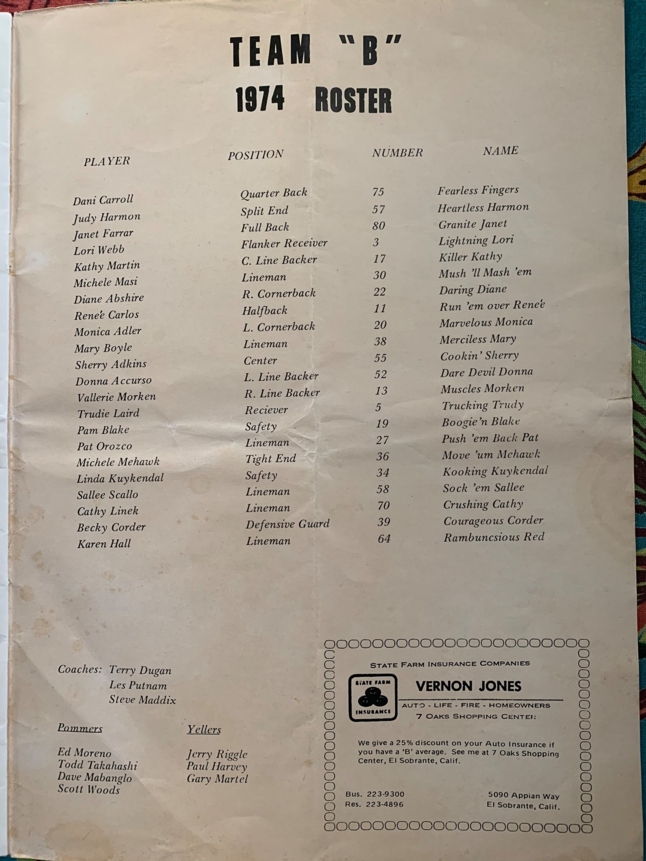 TEAM "B"
1974 ROSTER
PLAYER POSITION NUMBER NAME
Dani Carroll Quarter Back 75 Fearless Fingers
Judy Harmon Split End 57 Heartless Harmon
Janet Farrar Full Back 80 Granite Janet
Lori Webb Flanker Receiver 3 Lightning Lori
Kathy Martin C. Line Backer 17 Killer Kathy
Michele Masi Lineman 30 Mush 'll Mash 'em
Diane Abshire R. Cornerback 22 Daring Diane
Reneé Carlos Halfback 11 Run 'em over Reneé
Monica Adler L. Cornerback 20 Marvelous Monica
Mary Boyle Lineman 38 Merciless Mary
Sherry Adkins Center 55 Cookin' Sherry
Donna Accurso L. Line Backer 52 Dare Devil Donna
Vallerie Morken R. Line Backer 13 Muscles Morken
Trudie Laird Reciever 5 Trucking Trudy
Pam Blake Safety 19 Boogie'n Blake
Pat Orozco Lineman 27 Push 'em Back Pat
Michele Mehawk Tight End 36 Move 'um Mehawk
Linda Kuykendal Safety 34 Kooking Kuykendal
Sallee Scallo Lineman 58 Sock 'em Sallee
Cathy Linek Lineman 70 Crushing Cathy
Becky Corder Defensive Guard 39 Courageous Corder
Karen Hall Lineman 64 Rambuncsious Red
Coaches: Terry Dugan
Les Putnam
Steve Maddix
Pommers Yellers
Ed Moreno Jerry Riggle
Todd Takahashi Paul Harvey
Dave Mabanglo Gary Martel
Scott Woods
STATE FARM INSURANCE COMPANIES
STATE FARM
INSURANCE
VERNON JONES
AUTO - LIFE - FIRE - HOMEOWNERS
7 OAKS SHOPPING CENTER
We give a 25% discount on your Auto Insurance if
you have a 'B' average. See me at 7 Oaks Shopping
Center, El Sobrante, Calif.
Bus. 223-9300 5090 Appian Way
Res. 223-4896 El Sobrante, Calif.